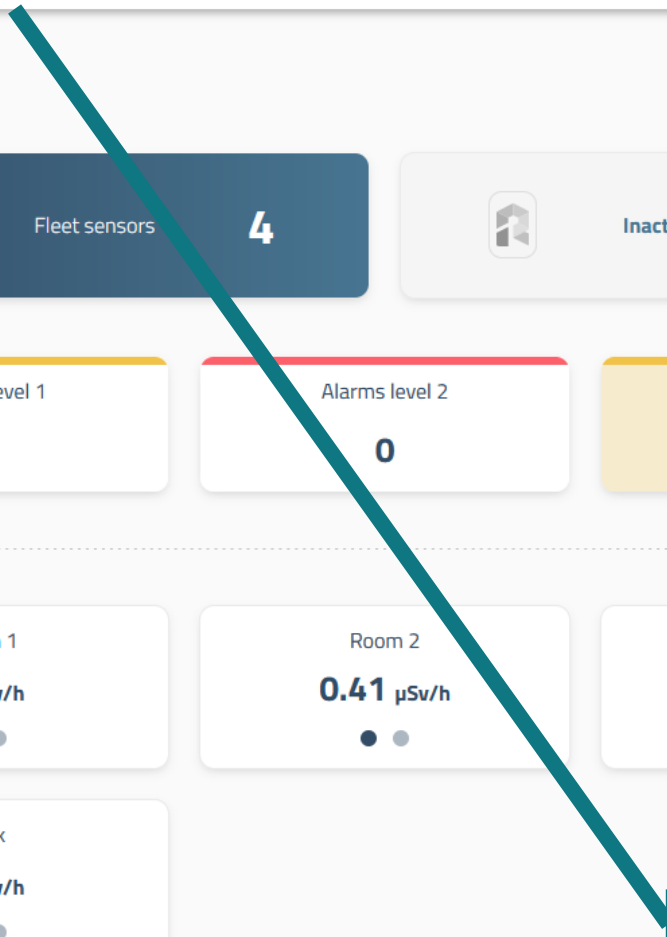 Fleet sensors 4
Inact
evel 1
Alarms level 2
0
1
Room 2
v/h
0.41 µSv/h
x
v/h